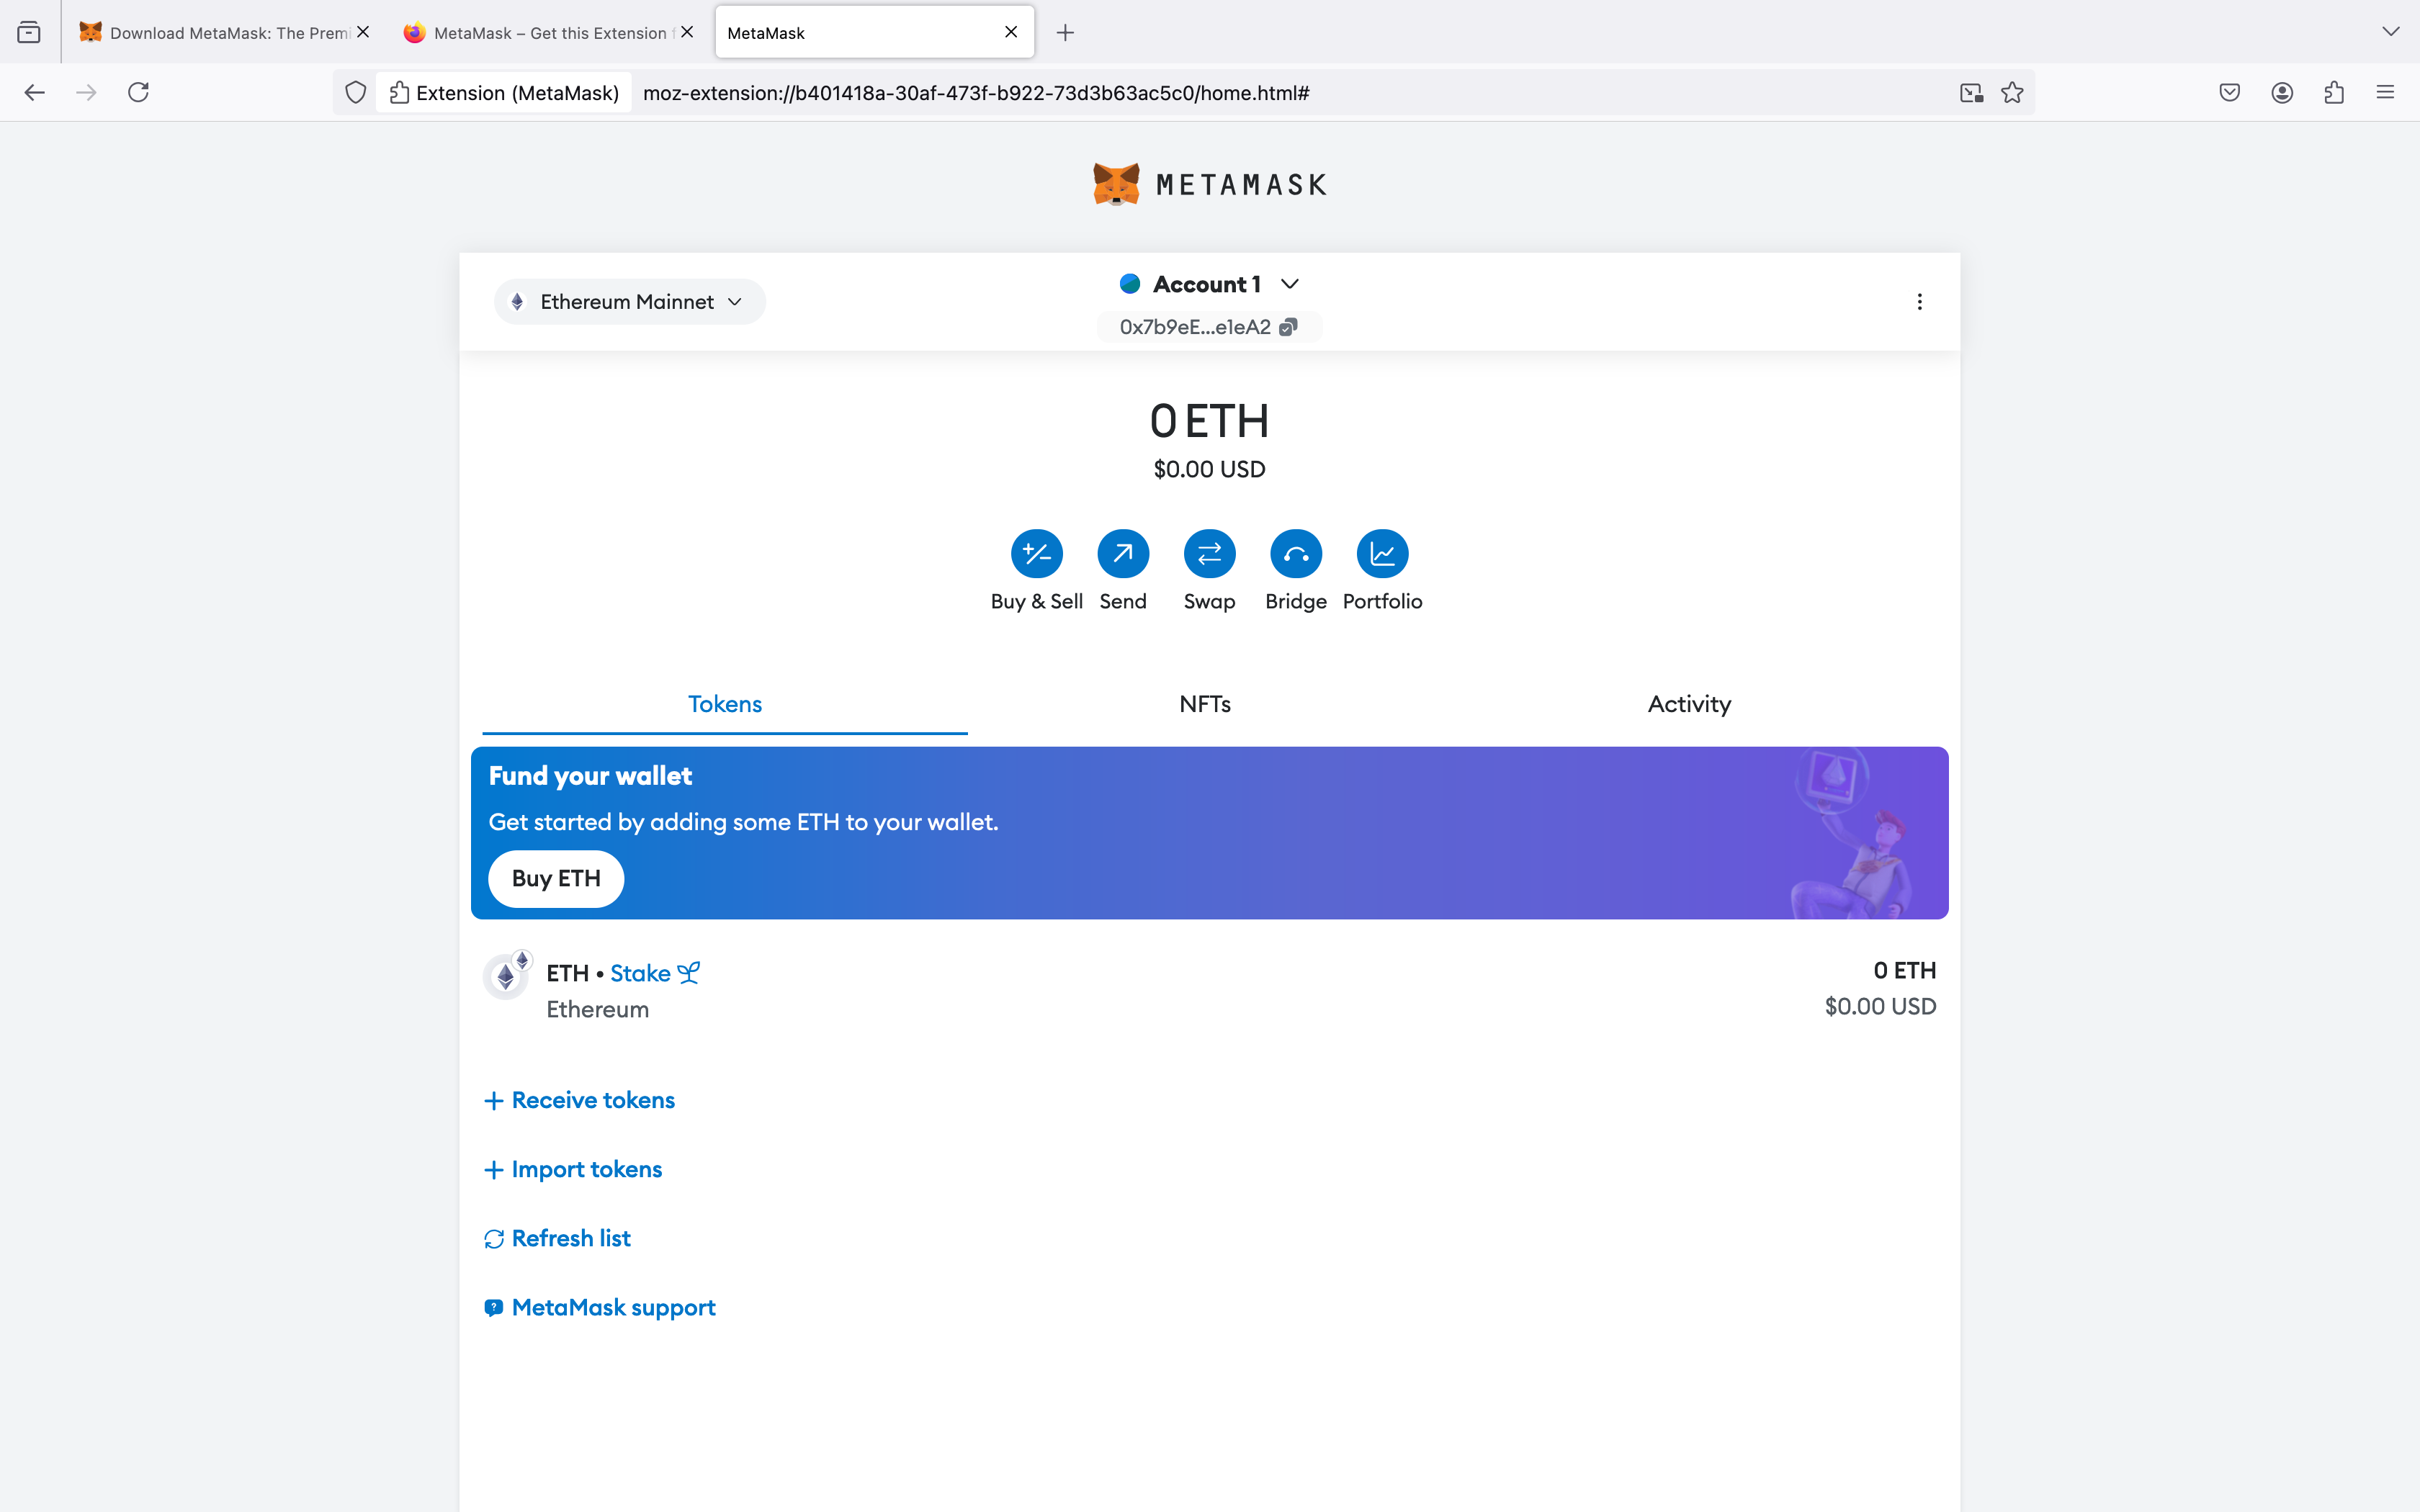 Download MetaMask: The Premi
MetaMask – Get this Extension f
MetaMask
Extension (MetaMask)
moz-extension://b401418a-30af-473f-b922-73d3b63ac5c0/home.html#
METAMASK
Ethereum Mainnet
Account 1
0x7b9eE...e1eA2
0 ETH
$0.00 USD
Buy & Sell
Send
Swap
Bridge
Portfolio
Tokens
NFTs
Activity
Fund your wallet
Get started by adding some ETH to your wallet.
Buy ETH
ETH • Stake
0 ETH
Ethereum
$0.00 USD
Receive tokens
Import tokens
Refresh list
MetaMask support